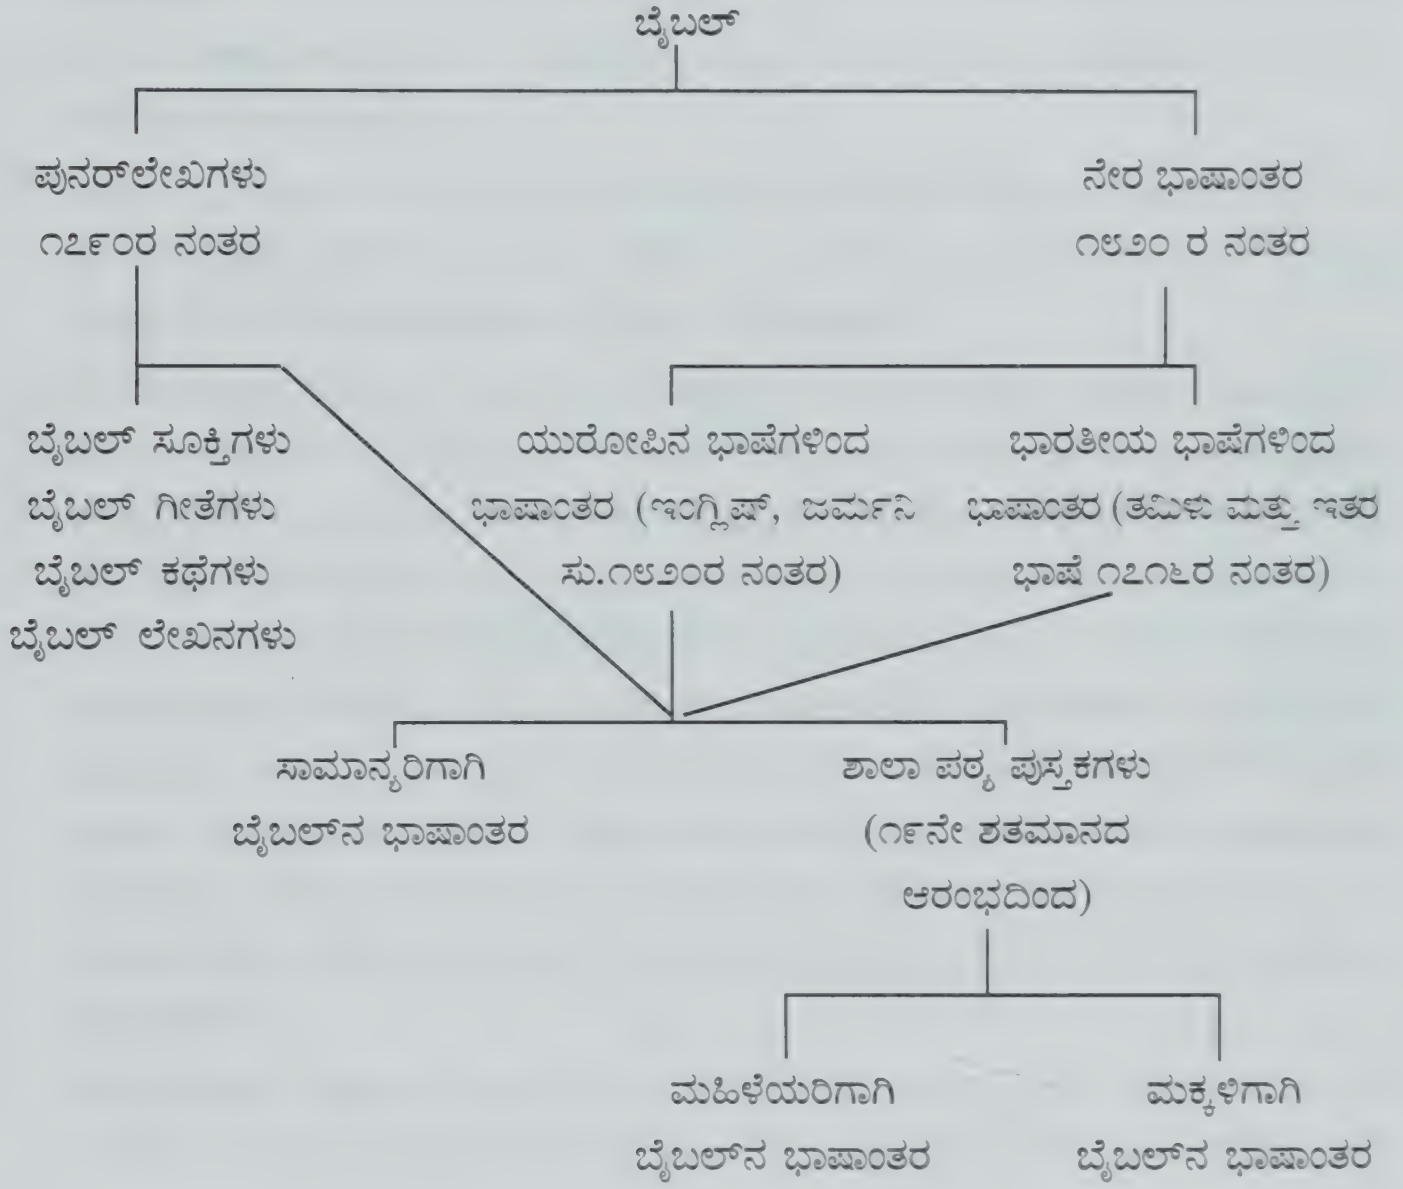 ಬೈಬಲ್
ಪುನರ್‌ಲೇಖಗಳು
೧೭೯೦ರ ನಂತರ
ನೇರ ಭಾಷಾಂತರ
೧೮೨೦ ರ ನಂತರ
ಬೈಬಲ್ ಸೂಕ್ತಿಗಳು
ಬೈಬಲ್ ಗೀತೆಗಳು
ಬೈಬಲ್ ಕಥೆಗಳು
ಬೈಬಲ್ ಲೇಖನಗಳು
ಯುರೋಪಿನ ಭಾಷೆಗಳಿಂದ
ಭಾಷಾಂತರ (ಇಂಗ್ಲಿಷ್, ಜರ್ಮನಿ
ಸು.೧೮೨೦ರ ನಂತರ)
ಭಾರತೀಯ ಭಾಷೆಗಳಿಂದ
ಭಾಷಾಂತರ (ತಮಿಳು ಮತ್ತು ಇತರ
ಭಾಷೆ ೧೭೧೬ರ ನಂತರ)
ಸಾಮಾನ್ಯರಿಗಾಗಿ
ಬೈಬಲ್‌ನ ಭಾಷಾಂತರ
ಶಾಲಾ ಪಠ್ಯ ಪುಸ್ತಕಗಳು
(೧೯ನೇ ಶತಮಾನದ
ಆರಂಭದಿಂದ)
ಮಹಿಳೆಯರಿಗಾಗಿ
ಬೈಬಲ್‌ನ ಭಾಷಾಂತರ
ಮಕ್ಕಳಿಗಾಗಿ
ಬೈಬಲ್‌ನ ಭಾಷಾಂತರ